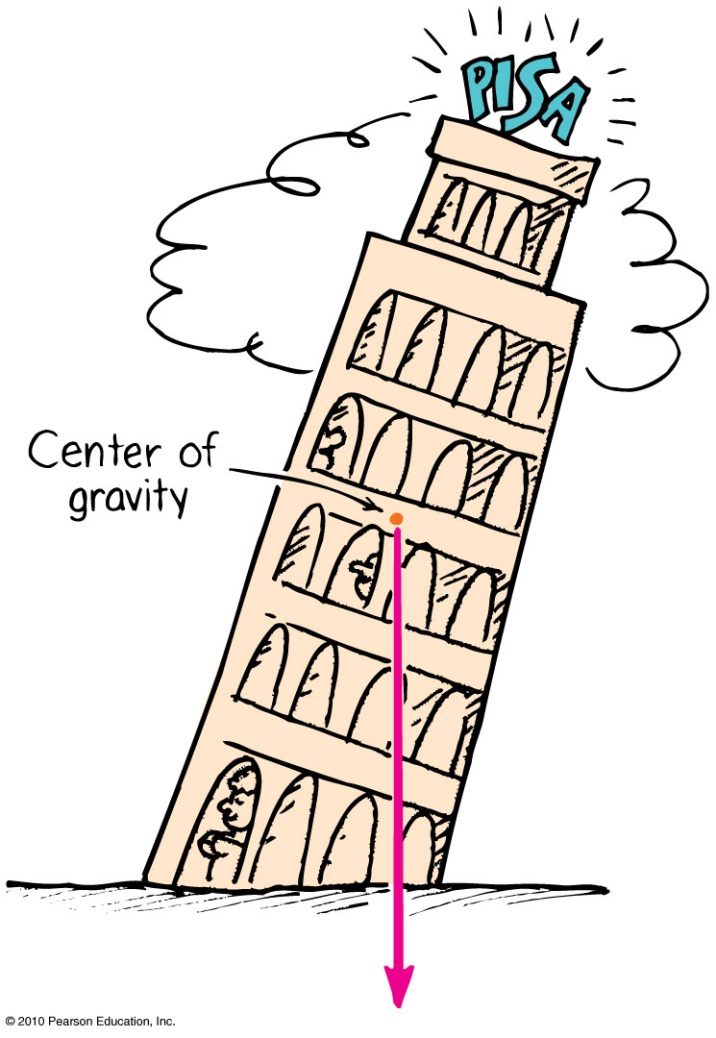 PISA
Center of
gravity
© 2010 Pearson Education, Inc.